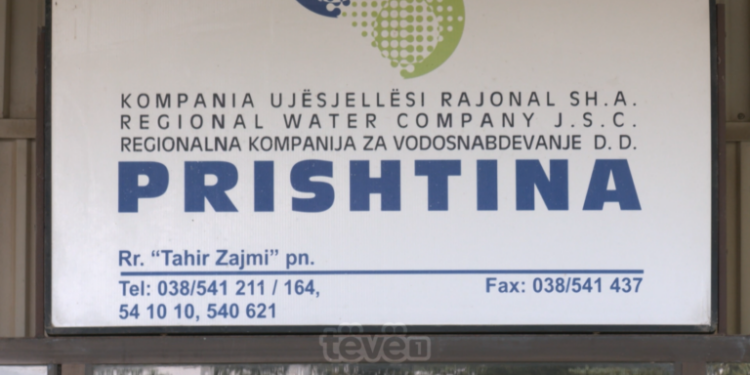 KOMPANIA UJËSJELLËSI RAJONAL SH.A.
REGIONAL WATER COMPANY J.S.C.
REGIONALNA KOMPANIJA ZA VODOSNABDEVANJE D.D.
PRISHTINA
Rr. “Tahir Zajmi” pn.
Tel: 038/541 211 / 164, Fax: 038/541 437
54 10 10, 540 621
tëvë1